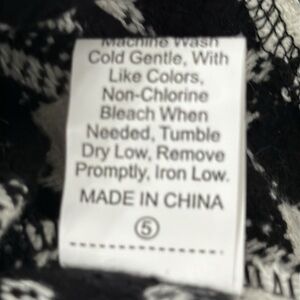 Machine Wash
Cold Gentle, With
Like Colors,
Non-Chlorine
Bleach When
Needed, Tumble
Dry Low, Remove
Promptly, Iron Low.
MADE IN CHINA
5